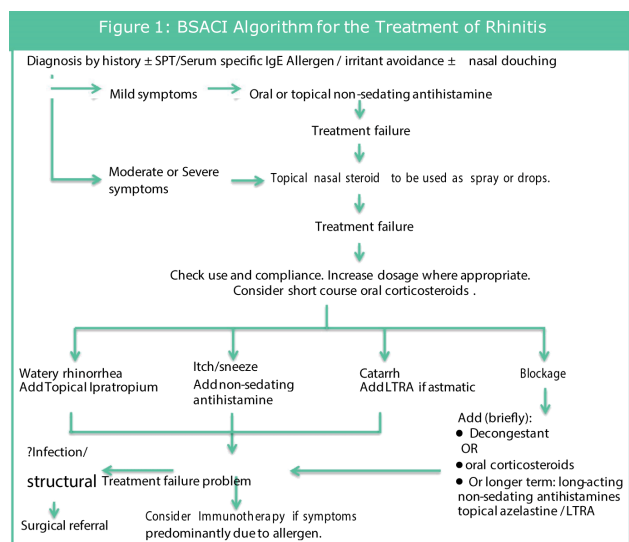 Figure 1: BSACI Algorithm for the Treatment of Rhinitis
Diagnosis by history ± SPT/Serum specific IgE Allergen / irritant avoidance ± nasal douching
Mild symptoms
Oral or topical non-sedating antihistamine
Treatment failure
Moderate or Severe
symptoms
Topical nasal steroid to be used as spray or drops.
Treatment failure
Check use and compliance. Increase dosage where appropriate.
Consider short course oral corticosteroids .
Watery rhinorrhea
Add Topical Ipratropium
Itch/sneeze
Add non-sedating
antihistamine
Catarrh
Add LTRA if astmatic
Blockage
Add (briefly):
● Decongestant
OR
● oral corticosteroids
● Or longer term: long-acting
non-sedating antihistamines
topical azelastine / LTRA
?Infection/
structural Treatment failure problem
Surgical referral
Consider Immunotherapy if symptoms
predominantly due to allergen.